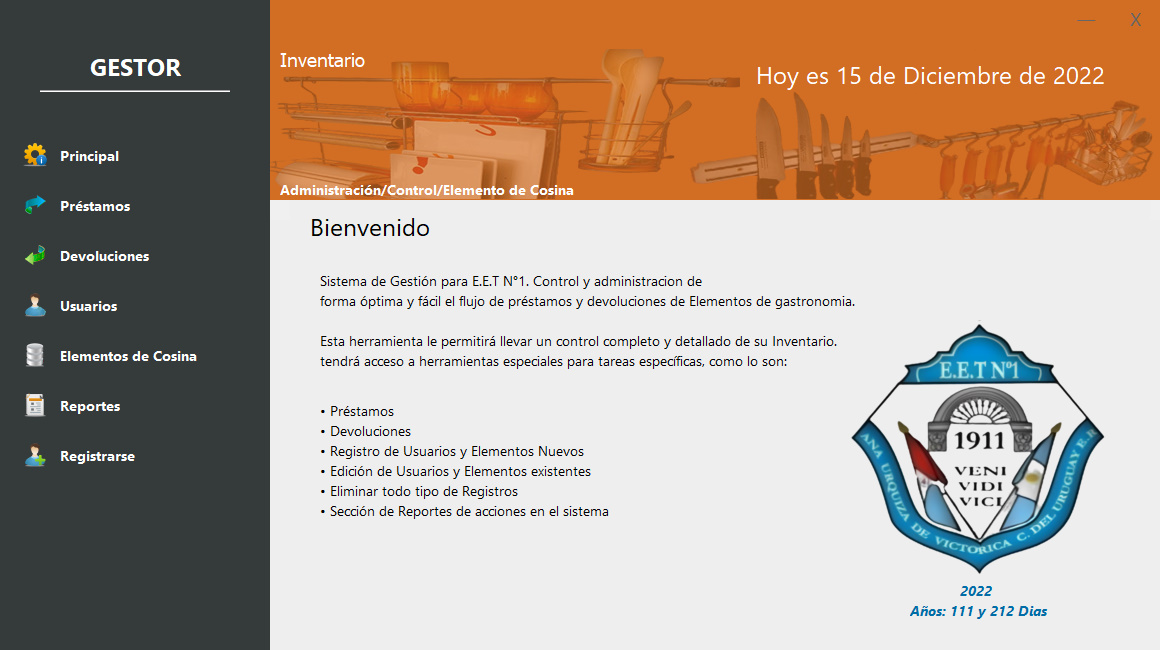 GESTOR
Principal
Préstamos
Devoluciones
Usuarios
Elementos de Cosina
Reportes
Registrarse
X
Inventario
Hoy es 15 de Diciembre de 2022
Administración/Control/Elemento de Cosina
Bienvenido
Sistema de Gestión para E.E.T N°1. Control y administracion de
forma óptima y fácil el flujo de préstamos y devoluciones de Elementos de gastronomia.
Esta herramienta le permitirá llevar un control completo y detallado de su Inventario.
tendrá acceso a herramientas especiales para tareas específicas, como lo son:
• Préstamos
• Devoluciones
• Registro de Usuarios y Elementos Nuevos
• Edición de Usuarios y Elementos existentes
• Eliminar todo tipo de Registros
• Sección de Reportes de acciones en el sistema
E.E.T Nº1
1911
VENI
VIDI
VICI
ANA URQUIZA DE VICTORICA C. DEL URUGUAY E.R
2022
Años: 111 y 212 Dias